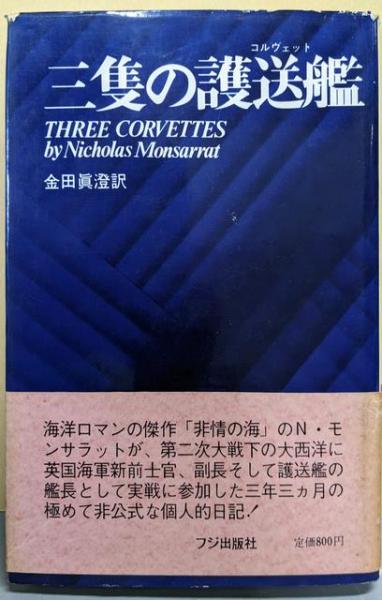 コルヴェット
三隻の護送艦
THREE CORVETTES
by Nicholas Monsarrat
金田眞澄訳
海洋ロマンの傑作「非情の海」のN・モ
ンサラットが、第二次大戦下の大西洋に
英国海軍新前士官、副長そして護送艦の
艦長として実戦に参加した三年三ヵ月の
極めて非公式な個人的日記!
フジ出版社 定価800円